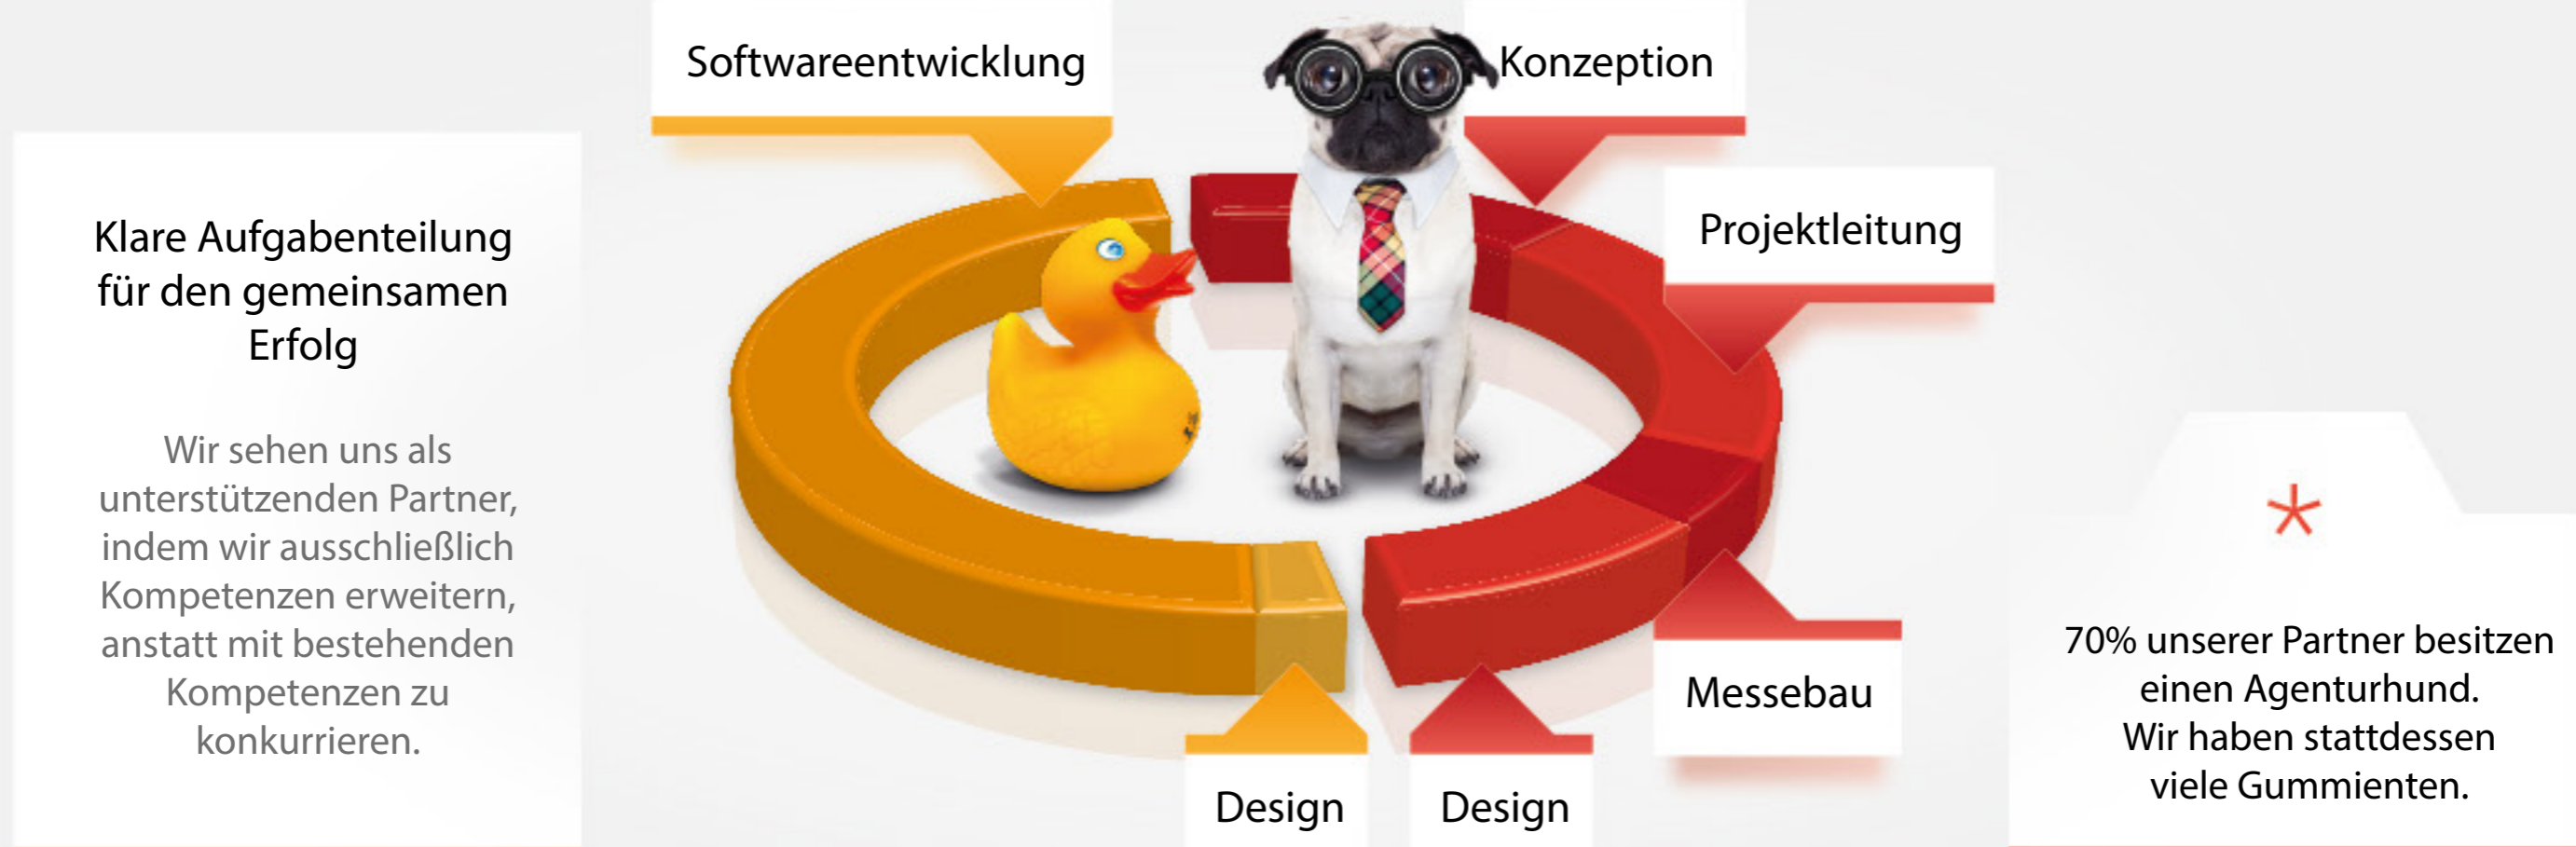 Softwareentwicklung
Konzeption
Projektleitung
Klare Aufgabenteilung
für den gemeinsamen
Erfolg
Wir sehen uns als
unterstützenden Partner,
indem wir ausschließlich
Kompetenzen erweitern,
anstatt mit bestehenden
Kompetenzen zu
konkurrieren.
Messebau
Design
Design
*
70% unserer Partner besitzen
einen Agenturhund.
Wir haben stattdessen
viele Gummienten.